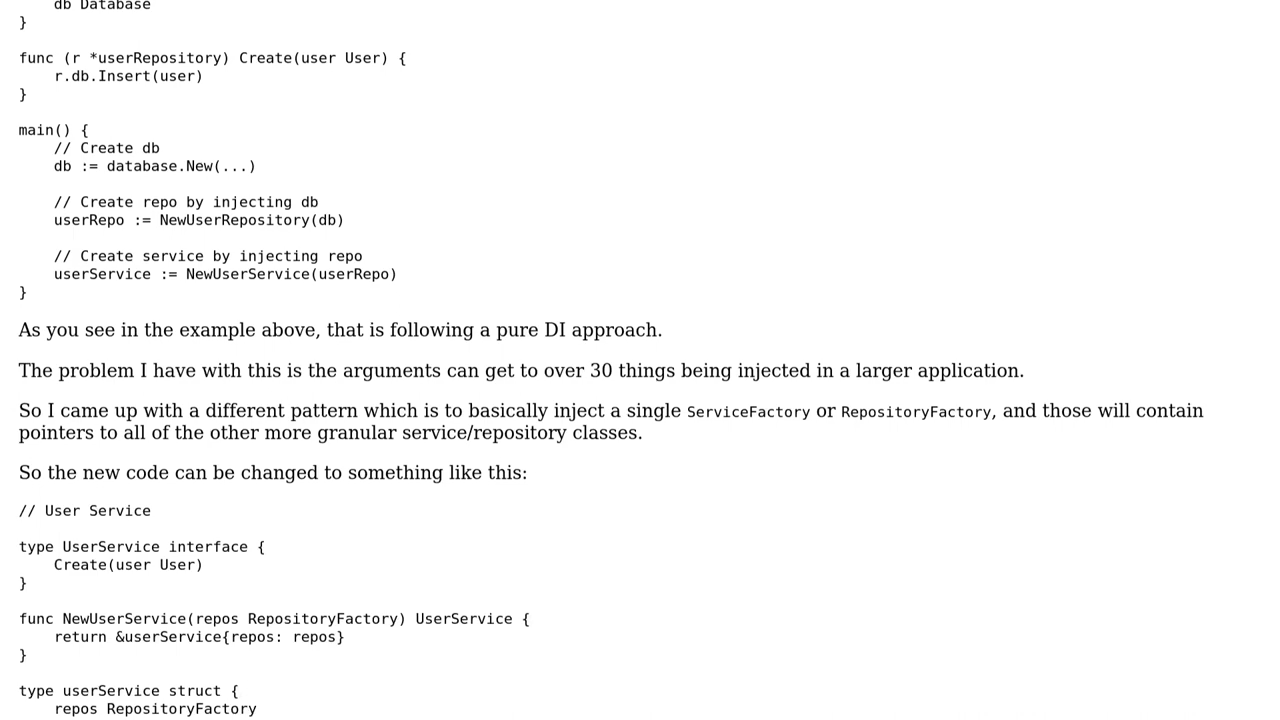 db Database
}

func (r *userRepository) Create(user User) {
    r.db.Insert(user)
}

main() {
    // Create db
    db := database.New(...)

    // Create repo by injecting db
    userRepo := NewUserRepository(db)

    // Create service by injecting repo
    userService := NewUserService(userRepo)
}

As you see in the example above, that is following a pure DI approach.

The problem I have with this is the arguments can get to over 30 things being injected in a larger application.

So I came up with a different pattern which is to basically inject a single ServiceFactory or RepositoryFactory, and those will contain
pointers to all of the other more granular service/repository classes.

So the new code can be changed to something like this:

// User Service

type UserService interface {
    Create(user User)
}

func NewUserService(repos RepositoryFactory) UserService {
    return &userService{repos: repos}
}

type userService struct {
    repos RepositoryFactory